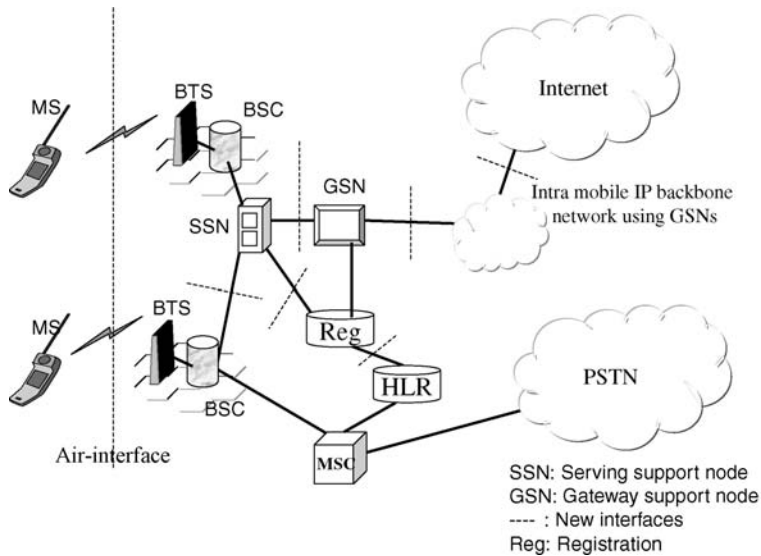 BTS
BSC
MS
Internet
GSN
SSN
Intra mobile IP backbone
network using GSNs
BTS
MS
Reg
BSC
HLR
PSTN
MSC
Air-interface
SSN: Serving support node
GSN: Gateway support node
---- : New interfaces
Reg: Registration